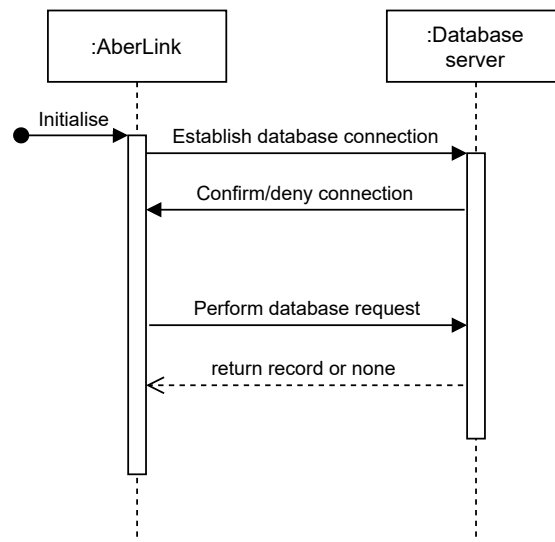 :AberLink
:Database
server
Initialise
Establish database connection
Confirm/deny connection
Perform database request
return record or none